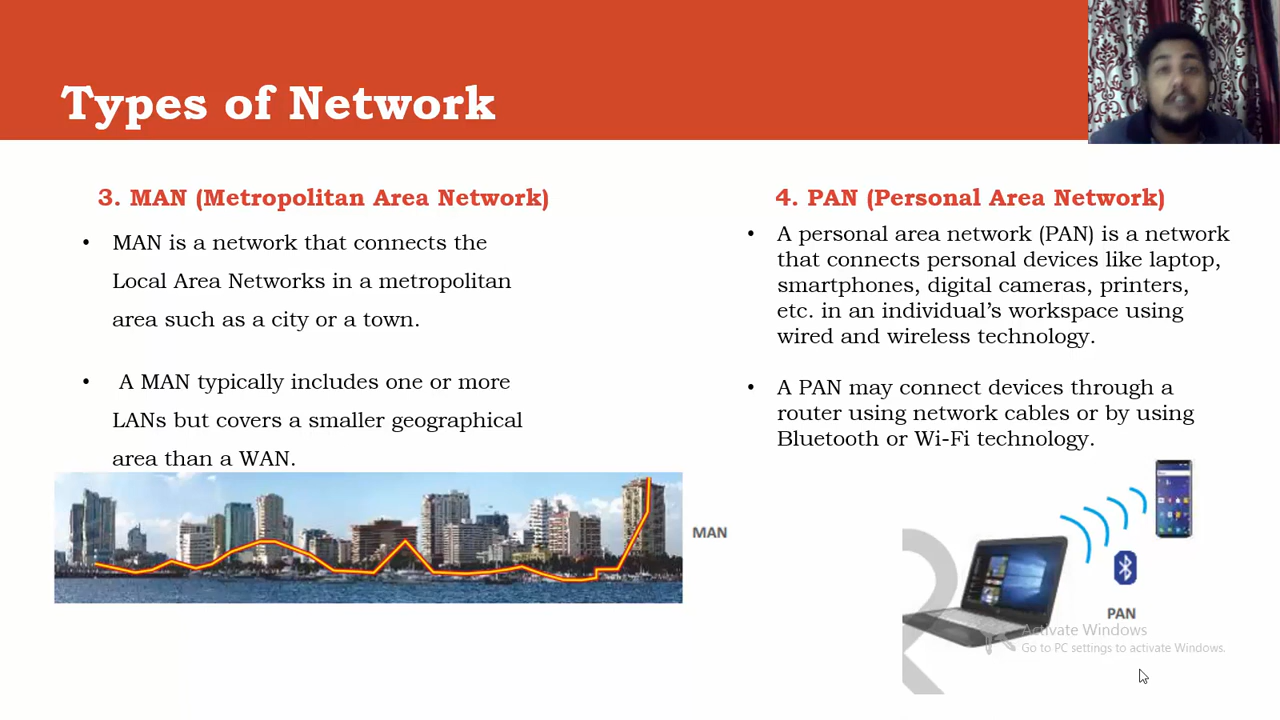 Types of Network
3. MAN (Metropolitan Area Network)
• MAN is a network that connects the
Local Area Networks in a metropolitan
area such as a city or a town.
• A MAN typically includes one or more
LANs but covers a smaller geographical
area than a WAN.
MAN
4. PAN (Personal Area Network)
• A personal area network (PAN) is a network
that connects personal devices like laptop,
smartphones, digital cameras, printers,
etc. in an individual’s workspace using
wired and wireless technology.
• A PAN may connect devices through a
router using network cables or by using
Bluetooth or Wi-Fi technology.
PAN
Activate Windows
Go to PC settings to activate Windows.